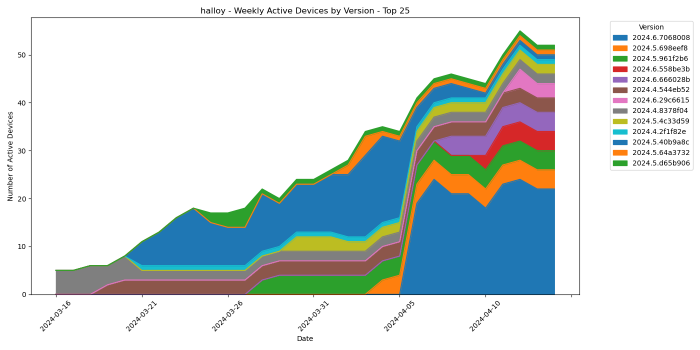 halloy - Weekly Active Devices by Version - Top 25
Number of Active Devices
50
40
30
20
10
0
2024-03-16
2024-03-21
2024-03-26
2024-03-31
2024-04-05
2024-04-10
Date
Version
2024.6.7068008
2024.5.698eef8
2024.5.961f2b6
2024.6.558be3b
2024.6.666028b
2024.4.544eb52
2024.6.29c6615
2024.4.8378f04
2024.5.4c33d59
2024.4.2f1f82e
2024.5.40b9a8c
2024.5.64a3732
2024.5.d65b906